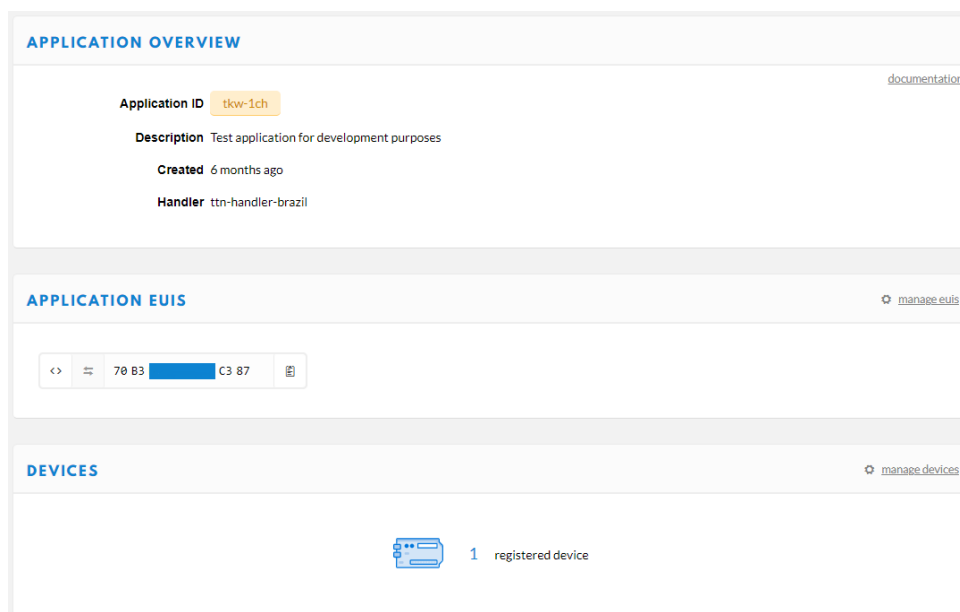 APPLICATION OVERVIEW
documentation
Application ID tkw-1ch
Description Test application for development purposes
Created 6 months ago
Handler ttn-handler-brazil
APPLICATION EUIS
manage euis
<> 70 B3 C3 87
DEVICES
manage devices
1 registered device